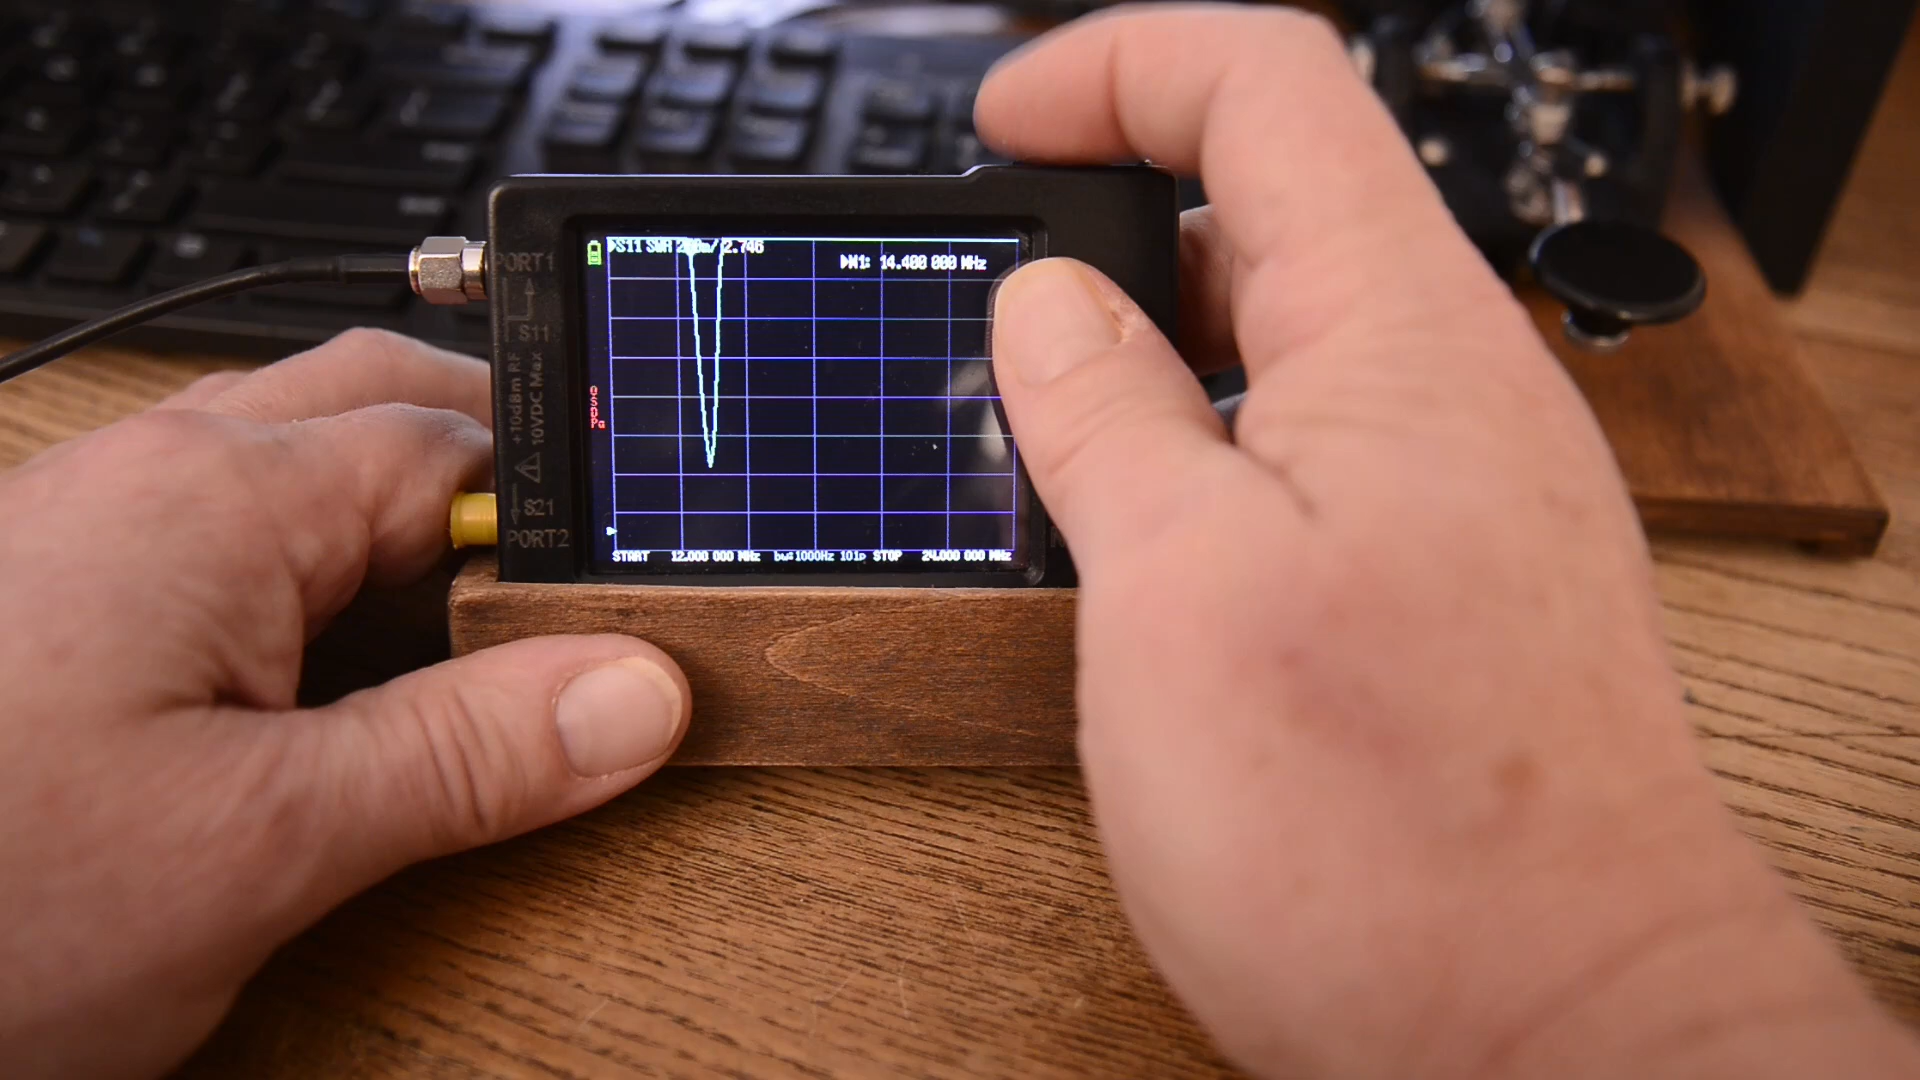 PORT1
S11
+10dBm RF
10VDC Max
S21
PORT2
S11 SWR 2.746
M1: 14.400 000 MHz
START 12.000 000 MHz bw:1000Hz 101p STOP 24.000 000 MHz